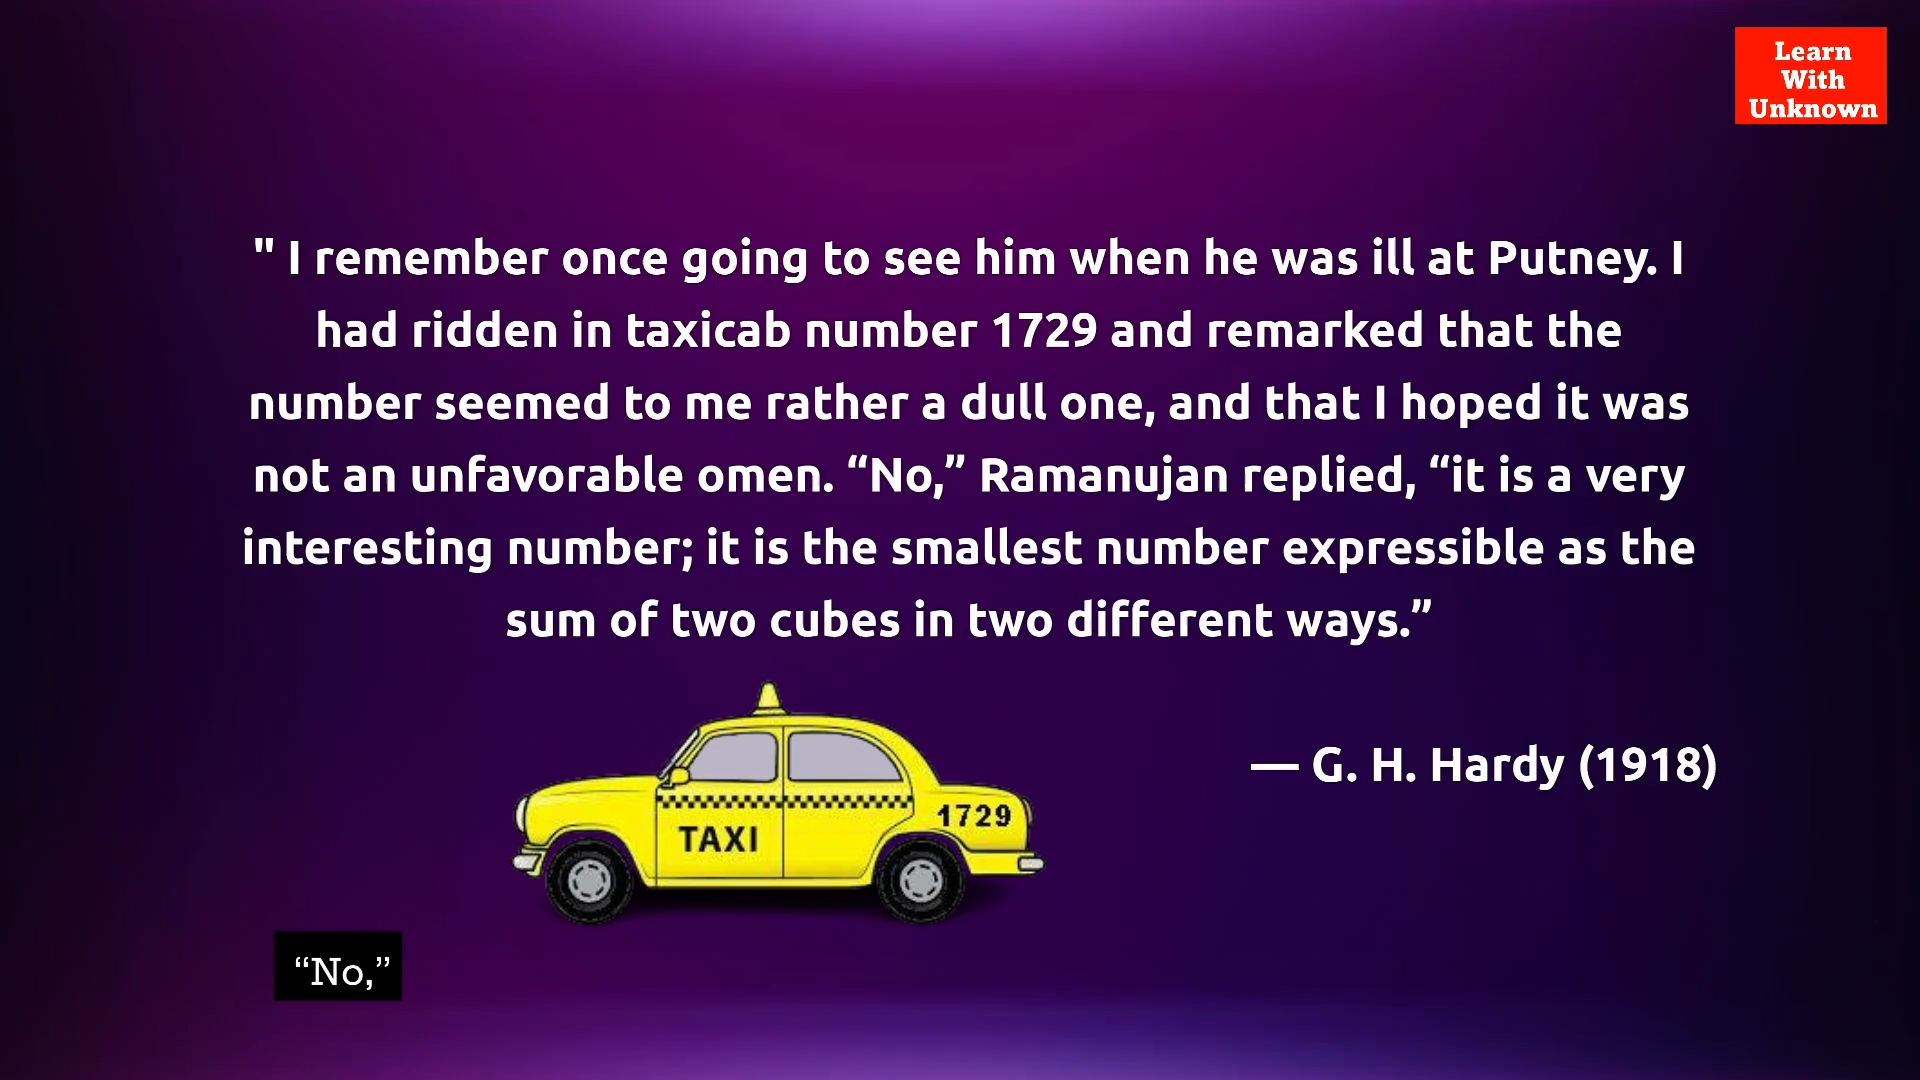 Learn
With
Unknown
" I remember once going to see him when he was ill at Putney. I
had ridden in taxicab number 1729 and remarked that the
number seemed to me rather a dull one, and that I hoped it was
not an unfavorable omen. “No,” Ramanujan replied, “it is a very
interesting number; it is the smallest number expressible as the
sum of two cubes in two different ways.”
— G. H. Hardy (1918)
1729
TAXI
“No,”